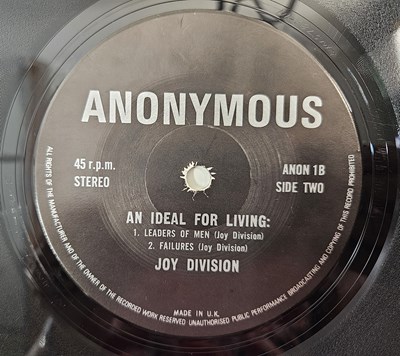 ANONYMOUS
45 r.p.m.
STEREO
ANON 1B
SIDE TWO
AN IDEAL FOR LIVING:
1. LEADERS OF MEN (Joy Division)
2. FAILURES (Joy Division)
JOY DIVISION
MADE IN U.K.
ALL RIGHTS OF THE MANUFACTURER AND OF THE OWNER OF THE RECORDED WORK RESERVED UNAUTHORISED PUBLIC PERFORMANCE BROADCASTING AND COPYING OF THIS RECORD PROHIBITED